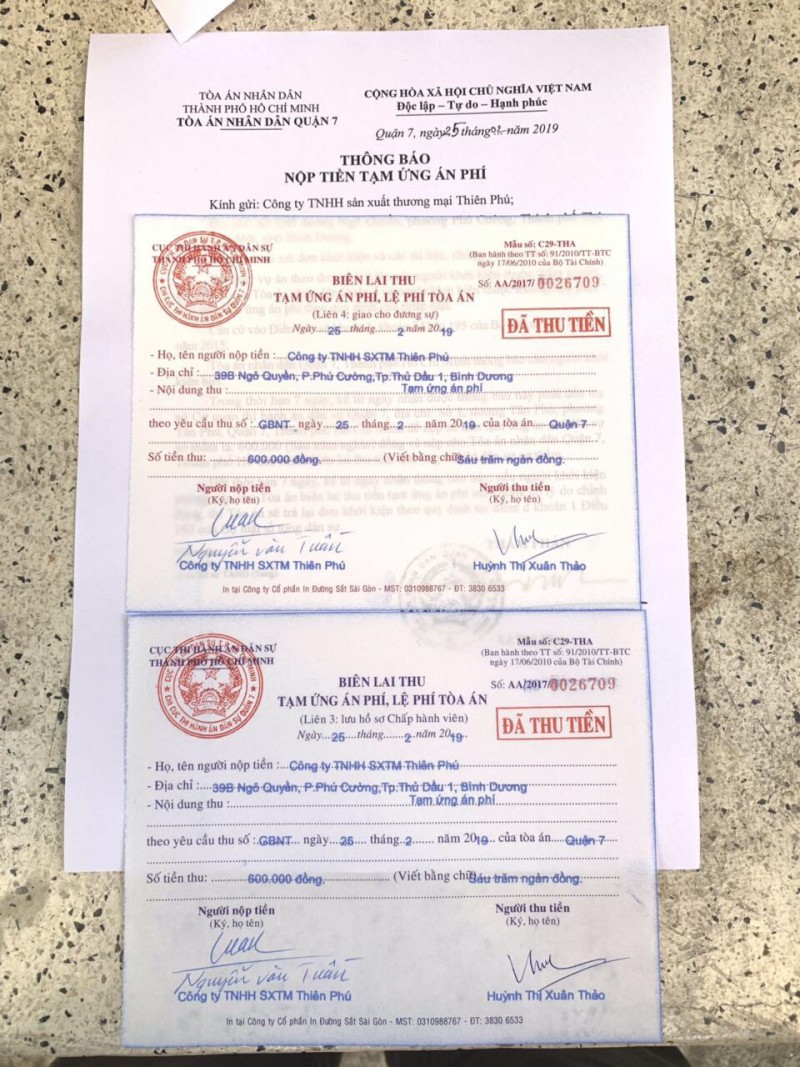 TÒA ÁN NHÂN DÂN
THÀNH PHỐ HỒ CHÍ MINH
TÒA ÁN NHÂN DÂN QUẬN 7
CỘNG HÒA XÃ HỘI CHỦ NGHĨA VIỆT NAM
Độc lập – Tự do – Hạnh phúc
Quận 7, ngày 25 tháng 02 năm 2019
THÔNG BÁO
NỘP TIỀN TẠM ỨNG ÁN PHÍ
Kính gửi: Công ty TNHH sản xuất thương mại Thiên Phú;
CỤC THI HÀNH ÁN DÂN SỰ
THÀNH PHỐ HỒ CHÍ MINH
Mẫu số: C29-THA
(Ban hành theo TT số: 91/2010/TT-BTC
ngày 17/06/2010 của Bộ Tài Chính)
Số: AA/2017/ 0026709
BIÊN LAI THU
TẠM ỨNG ÁN PHÍ, LỆ PHÍ TÒA ÁN
(Liên 4: giao cho đương sự)
Ngày...25...tháng...2.năm 2019
ĐÃ THU TIỀN
- Họ, tên người nộp tiền :...Công ty TNHH SXTM Thiên Phú
- Địa chỉ :...39B Ngô Quyền, P.Phú Cường,Tp.Thủ Dầu 1, Bình Dương
- Nội dung thu :...Tạm ứng án phí
theo yêu cầu thu số :.GBNT.. ngày...25... tháng..2.... năm 2019.. của tòa án...Quận 7....
Số tiền thu:...600.000 đồng....(Viết bằng chữ) Sáu trăm ngàn đồng.
Người nộp tiền
(Ký, họ tên)
Người thu tiền
(Ký, họ tên)
Nguyễn văn Tuấn
Công ty TNHH SXTM Thiên Phú
Huỳnh Thị Xuân Thảo
In tại Công ty Cổ phần In Đường Sắt Sài Gòn - MST: 0310988767 - ĐT: 3830 6533
CỤC THI HÀNH ÁN DÂN SỰ
THÀNH PHỐ HỒ CHÍ MINH
Mẫu số: C29-THA
(Ban hành theo TT số: 91/2010/TT-BTC
ngày 17/06/2010 của Bộ Tài Chính)
Số: AA/2017/0026709
BIÊN LAI THU
TẠM ỨNG ÁN PHÍ, LỆ PHÍ TÒA ÁN
(Liên 3: lưu hồ sơ Chấp hành viên)
Ngày...25....tháng......2.năm 2019
ĐÃ THU TIỀN
- Họ, tên người nộp tiền :...Công ty TNHH SXTM Thiên Phú
- Địa chỉ :...39B Ngô Quyền, P.Phú Cường,Tp.Thủ Dầu 1, Bình Dương
- Nội dung thu :...Tạm ứng án phí
theo yêu cầu thu số :.GBNT.. ngày...25.... tháng..2...... năm 2019.. của tòa án...Quận 7....
Số tiền thu:...600.000 đồng....(Viết bằng chữ) Sáu trăm ngàn đồng.
Người nộp tiền
(Ký, họ tên)
Người thu tiền
(Ký, họ tên)
Nguyễn văn Tuấn
Công ty TNHH SXTM Thiên Phú
Huỳnh Thị Xuân Thảo
In tại Công ty Cổ phần In Đường Sắt Sài Gòn - MST: 0310988767 - ĐT: 3830 6533